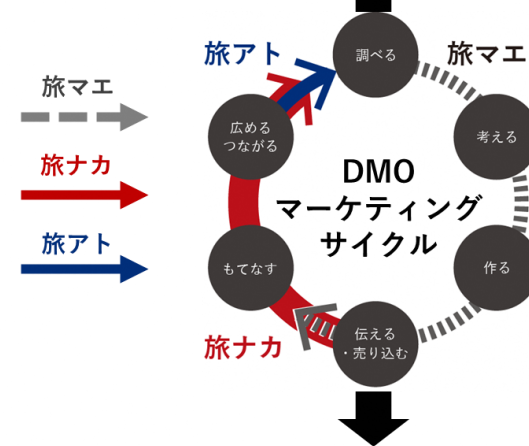 旅マエ
旅ナカ
旅アト
旅アト
旅マエ
調べる
広める
つながる
考える
DMO
マーケティング
サイクル
もてなす
作る
伝える
・売り込む
旅ナカ